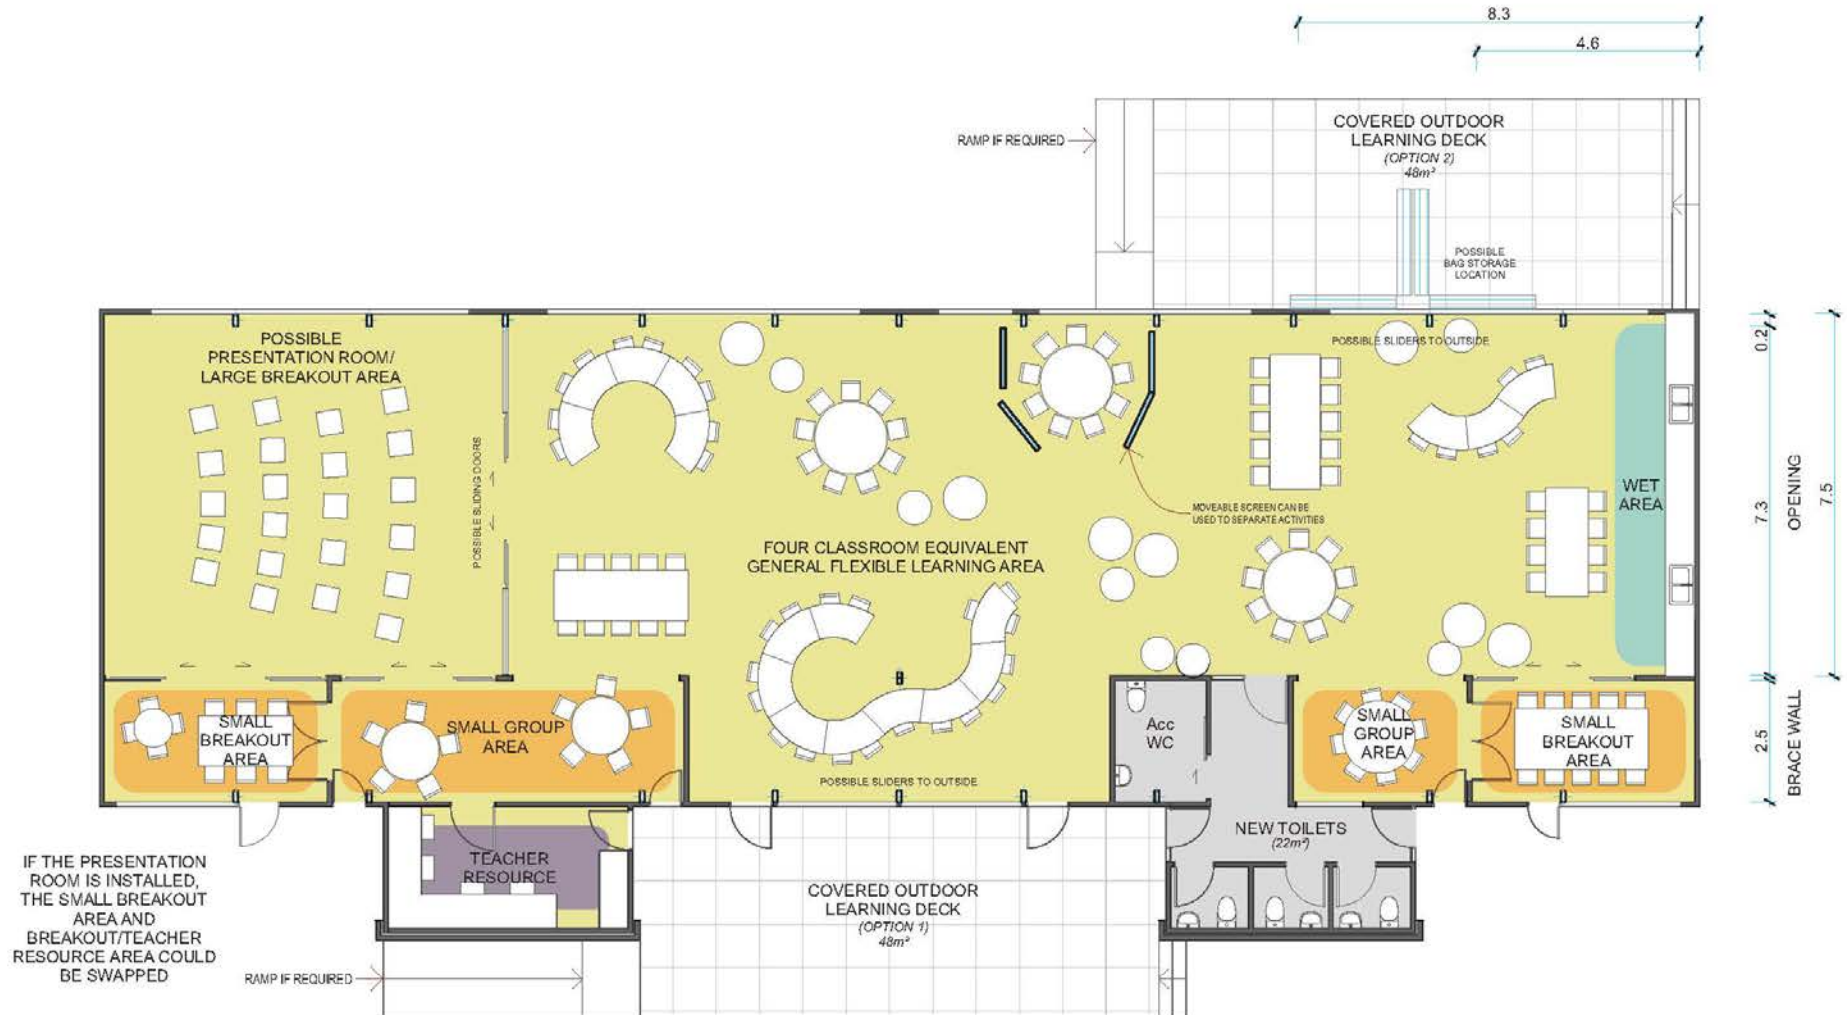 8.3
4.6
RAMP IF REQUIRED
COVERED OUTDOOR
LEARNING DECK
(OPTION 2)
48m²
POSSIBLE
BAG STORAGE
LOCATION
POSSIBLE
PRESENTATION ROOM/
LARGE BREAKOUT AREA
POSSIBLE SLIDING DOORS
POSSIBLE SLIDERS TO OUTSIDE
MOVEABLE SCREEN CAN BE
USED TO SEPARATE ACTIVITIES
WET
AREA
FOUR CLASSROOM EQUIVALENT
GENERAL FLEXIBLE LEARNING AREA
0.2
7.3
OPENING
7.5
2.5
BRACE WALL
SMALL
BREAKOUT
AREA
SMALL GROUP
AREA
POSSIBLE SLIDERS TO OUTSIDE
Acc
WC
SMALL
GROUP
AREA
SMALL
BREAKOUT
AREA
NEW TOILETS
(22m²)
TEACHER
RESOURCE
COVERED OUTDOOR
LEARNING DECK
(OPTION 1)
48m²
IF THE PRESENTATION
ROOM IS INSTALLED,
THE SMALL BREAKOUT
AREA AND
BREAKOUT/TEACHER
RESOURCE AREA COULD
BE SWAPPED
RAMP IF REQUIRED